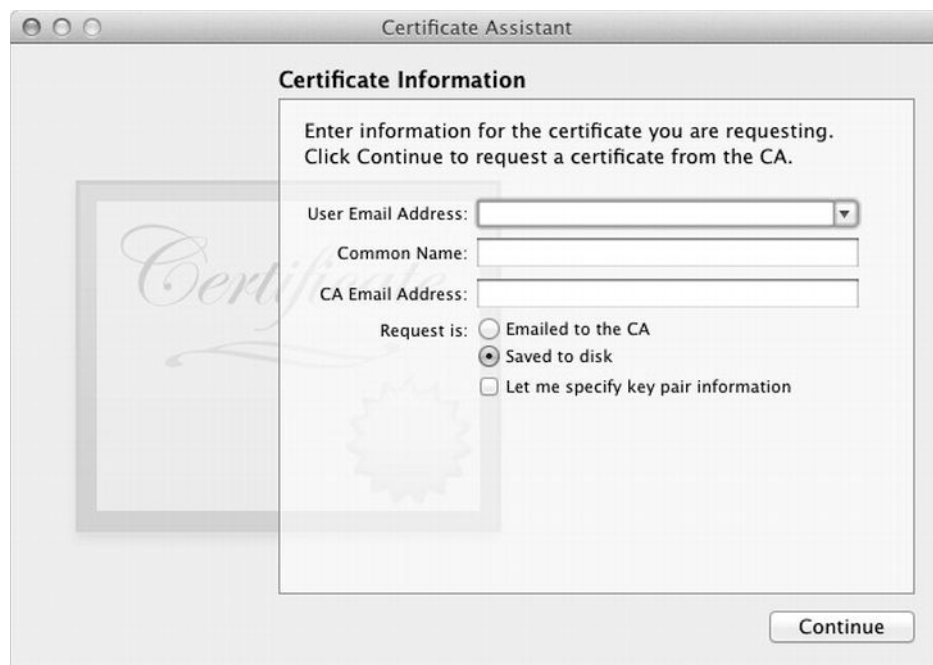 Certificate Assistant
Certificate Information
Enter information for the certificate you are requesting.
Click Continue to request a certificate from the CA.
Certificate
User Email Address:
Common Name:
CA Email Address:
Request is:
Emailed to the CA
Saved to disk
Let me specify key pair information
Continue